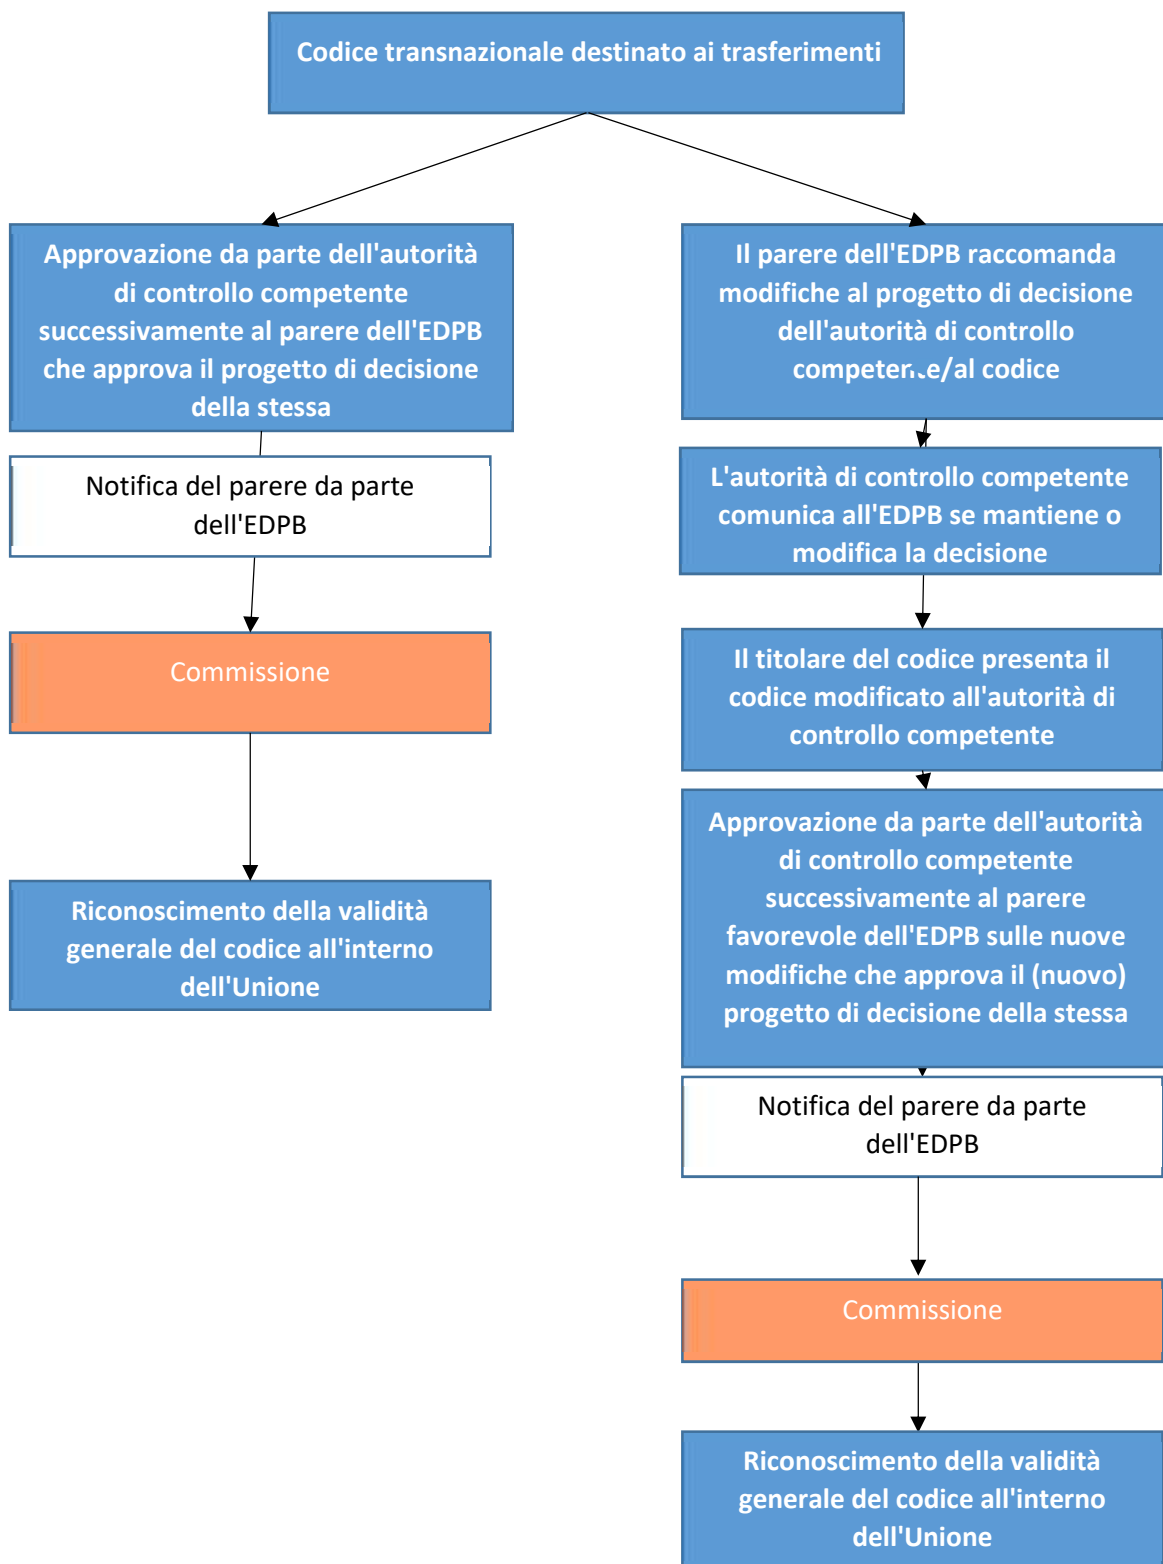 Codice transnazionale destinato ai trasferimenti
Approvazione da parte dell'autorità
di controllo competente
successivamente al parere dell'EDPB
che approva il progetto di decisione
della stessa
Notifica del parere da parte
dell'EDPB
Commissione
Riconoscimento della validità
generale del codice all'interno
dell'Unione
Il parere dell'EDPB raccomanda
modifiche al progetto di decisione
dell'autorità di controllo
competente/al codice
L'autorità di controllo competente
comunica all'EDPB se mantiene o
modifica la decisione
Il titolare del codice presenta il
codice modificato all'autorità di
controllo competente
Approvazione da parte dell'autorità
di controllo competente
successivamente al parere
favorevole dell'EDPB sulle nuove
modifiche che approva il (nuovo)
progetto di decisione della stessa
Notifica del parere da parte
dell'EDPB
Commissione
Riconoscimento della validità
generale del codice all'interno
dell'Unione